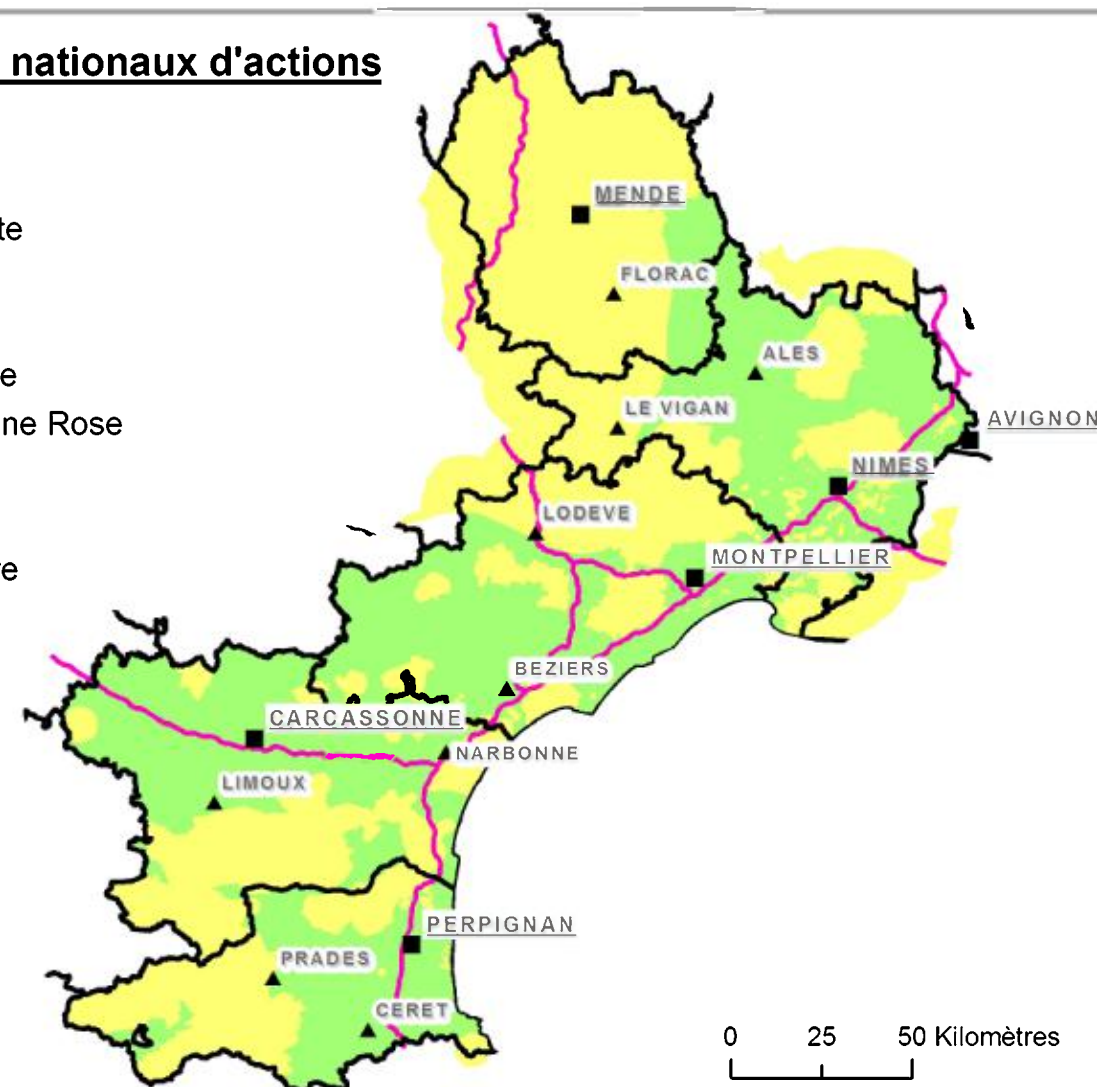 nationaux d'actions
MENDE
te
FLORAC
ALES
e
LE VIGAN
ne Rose
AVIGNON
NIMES
LODEVE
MONTPELLIER
re
BEZIERS
CARCASSONNE
NARBONNE
LIMOUX
PERPIGNAN
PRADES
CERET
0 25 50 Kilomètres